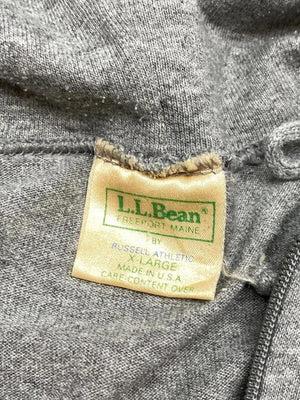 L.L.Bean®
FREEPORT MAINE
BY
RUSSELL ATHLETIC
X-LARGE
MADE IN U.S.A.
CARE·CONTENT OVER